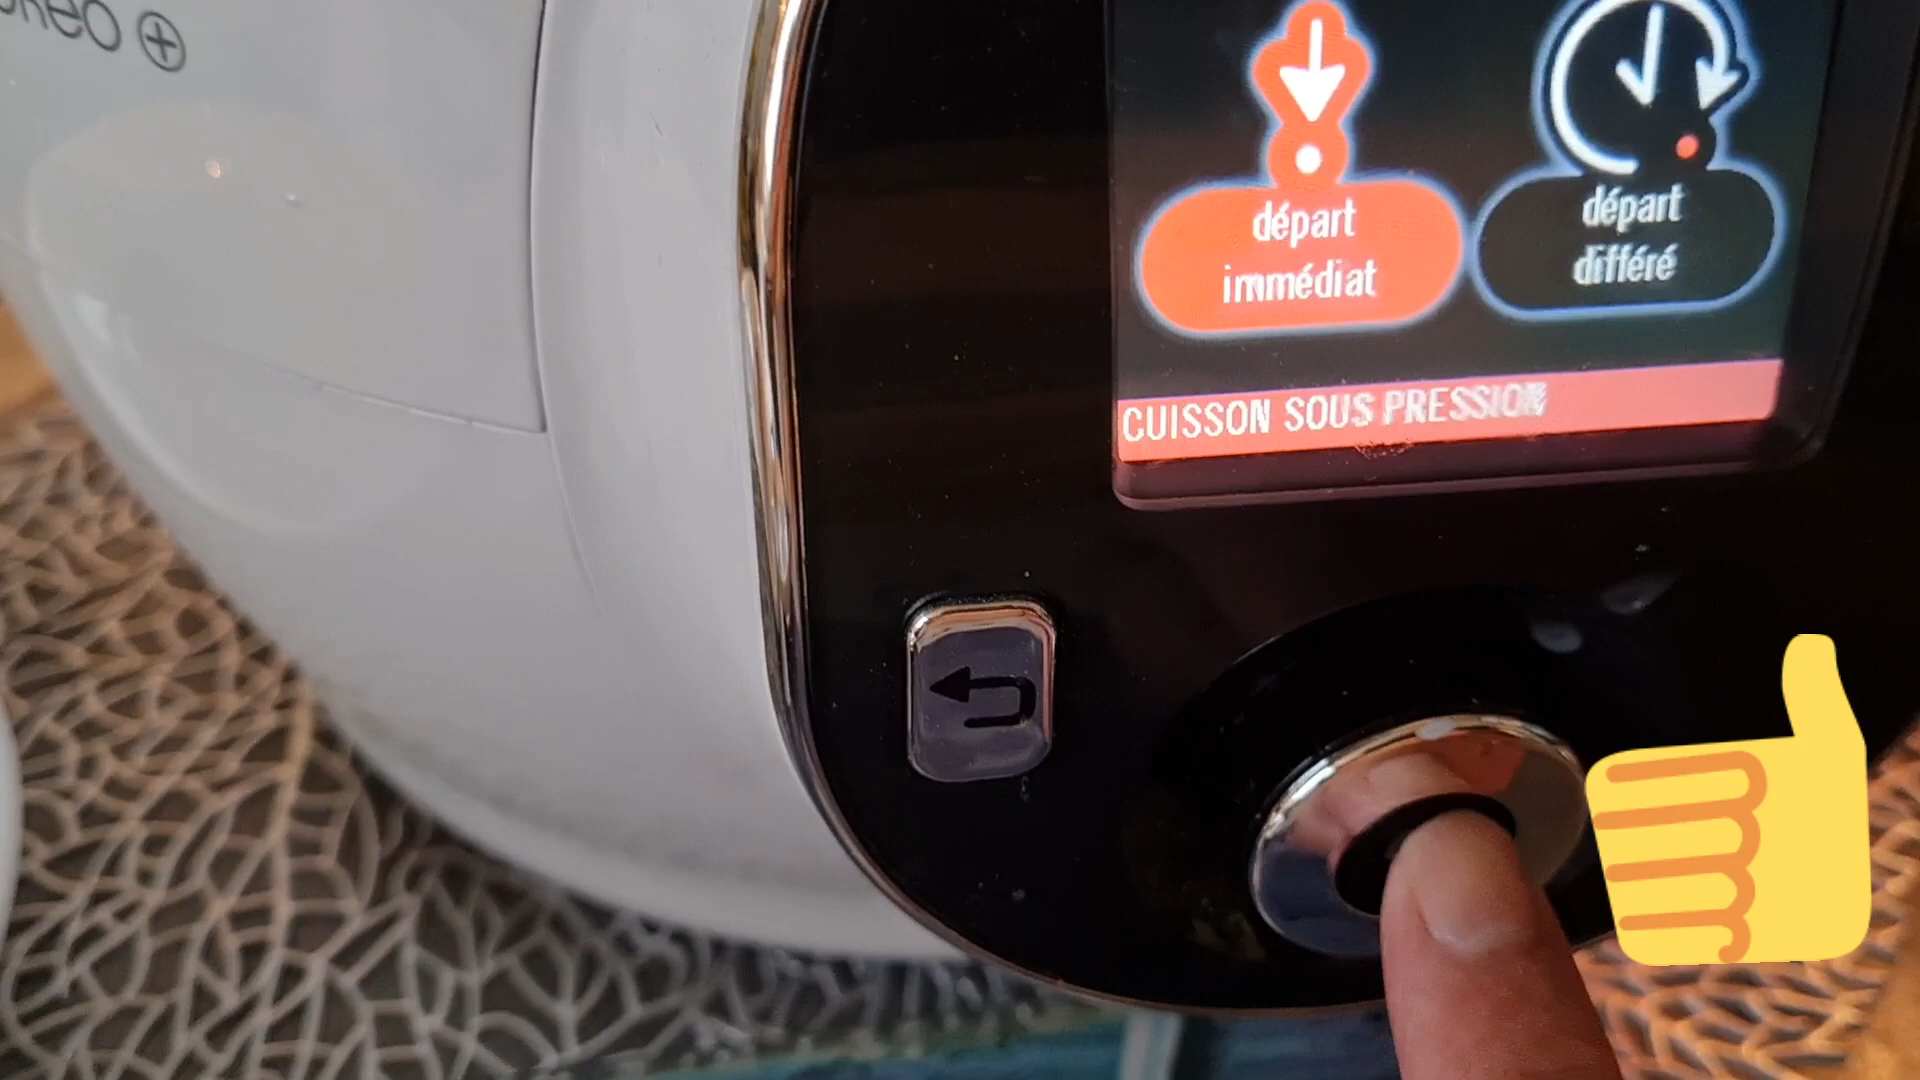 départ
immédiat
départ
différé
CUISSON SOUS PRESSION